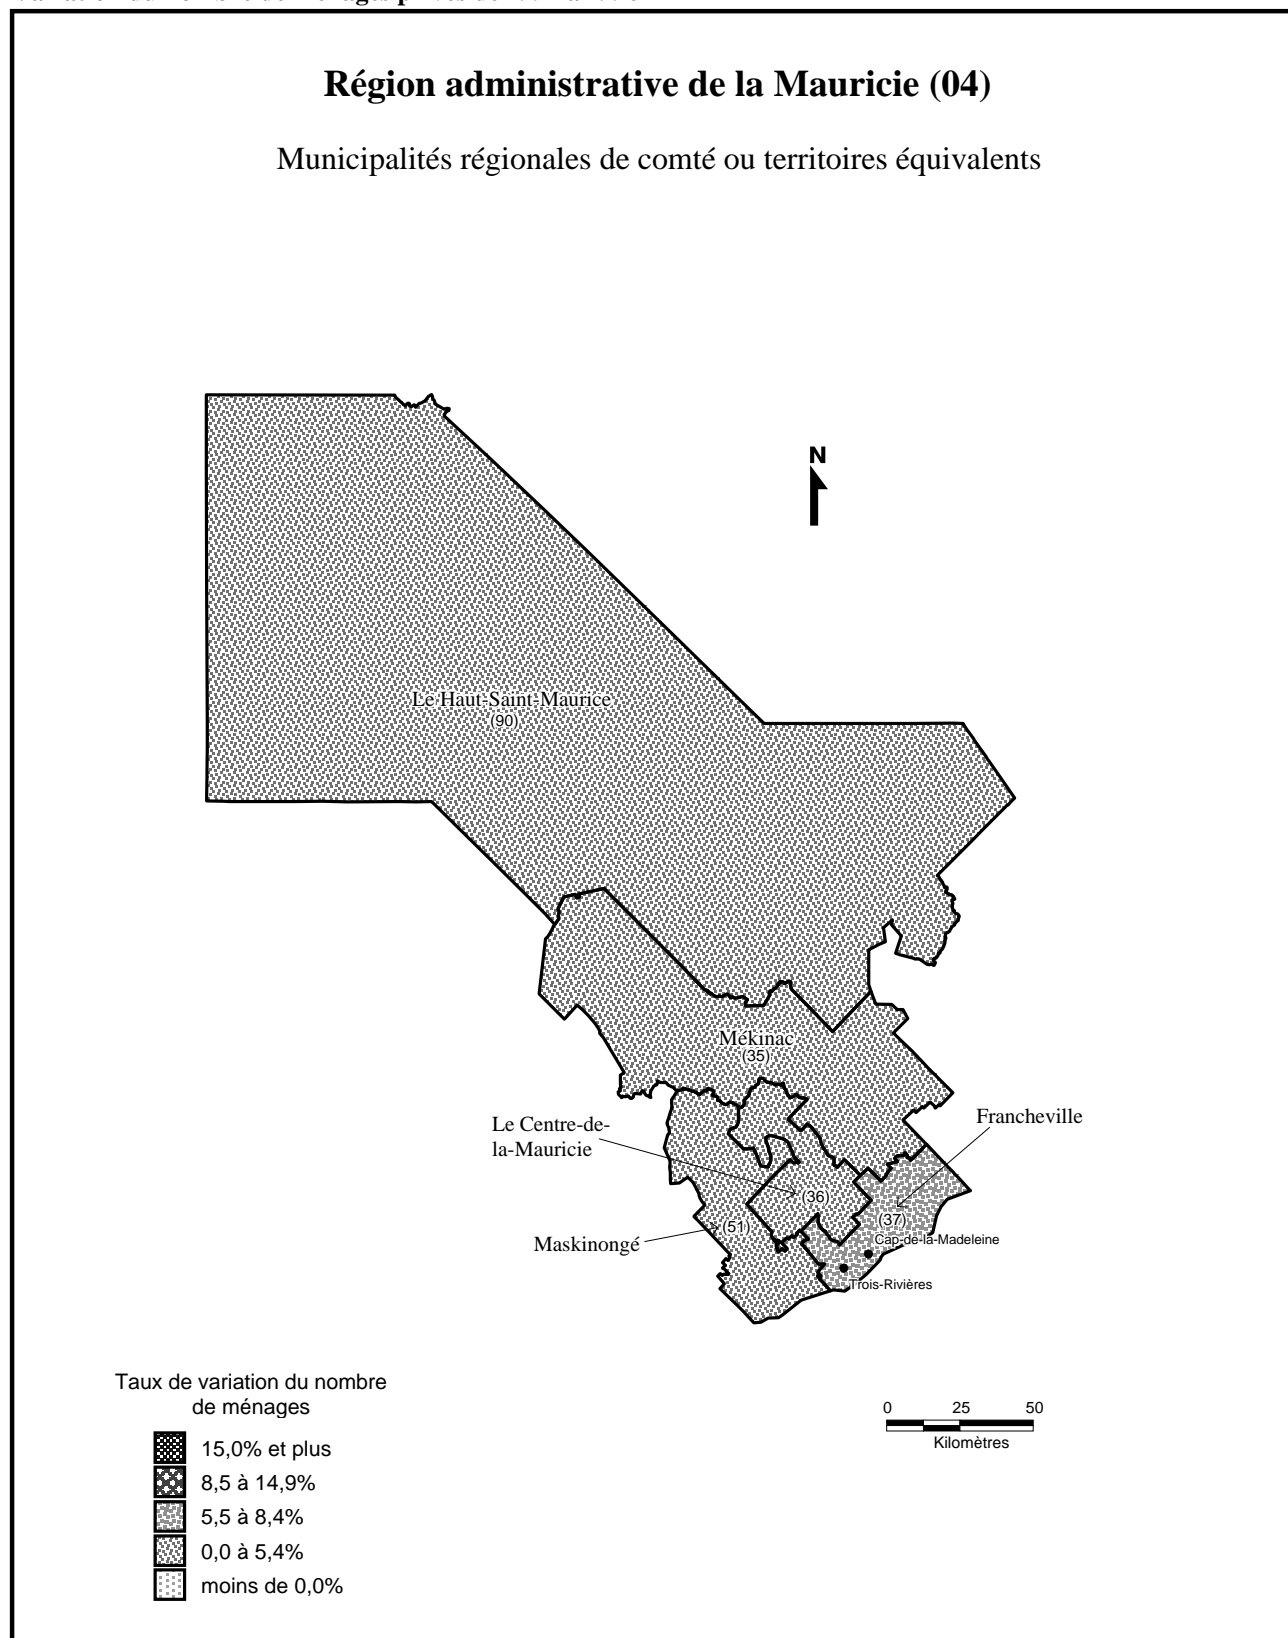 Région administrative de la Mauricie (04)
Municipalités régionales de comté ou territoires équivalents
N
Le Haut-Saint-Maurice
(90)
Mékinac
(35)
Le Centre-de-
la-Mauricie
Francheville
(36)
(37)
(51)
Maskinongé
Cap-de-la-Madeleine
Trois-Rivières
Taux de variation du nombre
de ménages
15,0% et plus
8,5 à 14,9%
5,5 à 8,4%
0,0 à 5,4%
moins de 0,0%
0 25 50
Kilomètres